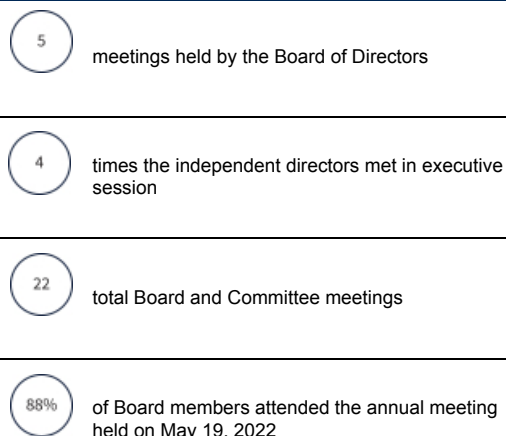 5
meetings held by the Board of Directors
4
times the independent directors met in executive
session
22
total Board and Committee meetings
88%
of Board members attended the annual meeting
held on May 19, 2022